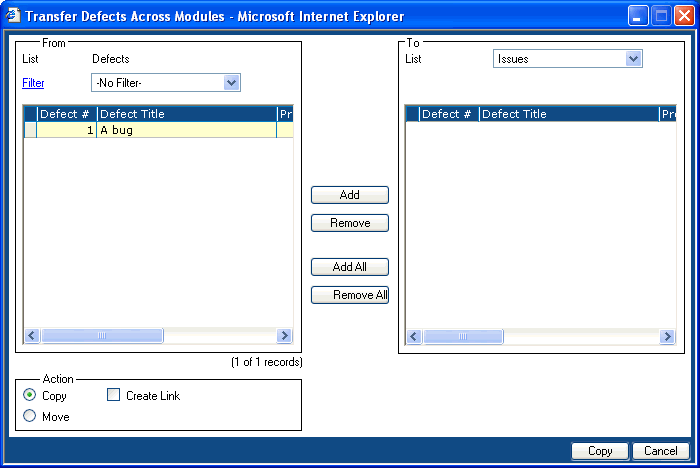 Transfer Defects Across Modules - Microsoft Internet Explorer
From
List Defects
Filter -No Filter-
Defect # Defect Title Pr
1 A bug
(1 of 1 records)
Add
Remove
Add All
Remove All
To
List Issues
Defect # Defect Title Pr
Action
Copy Create Link
Move
Copy Cancel